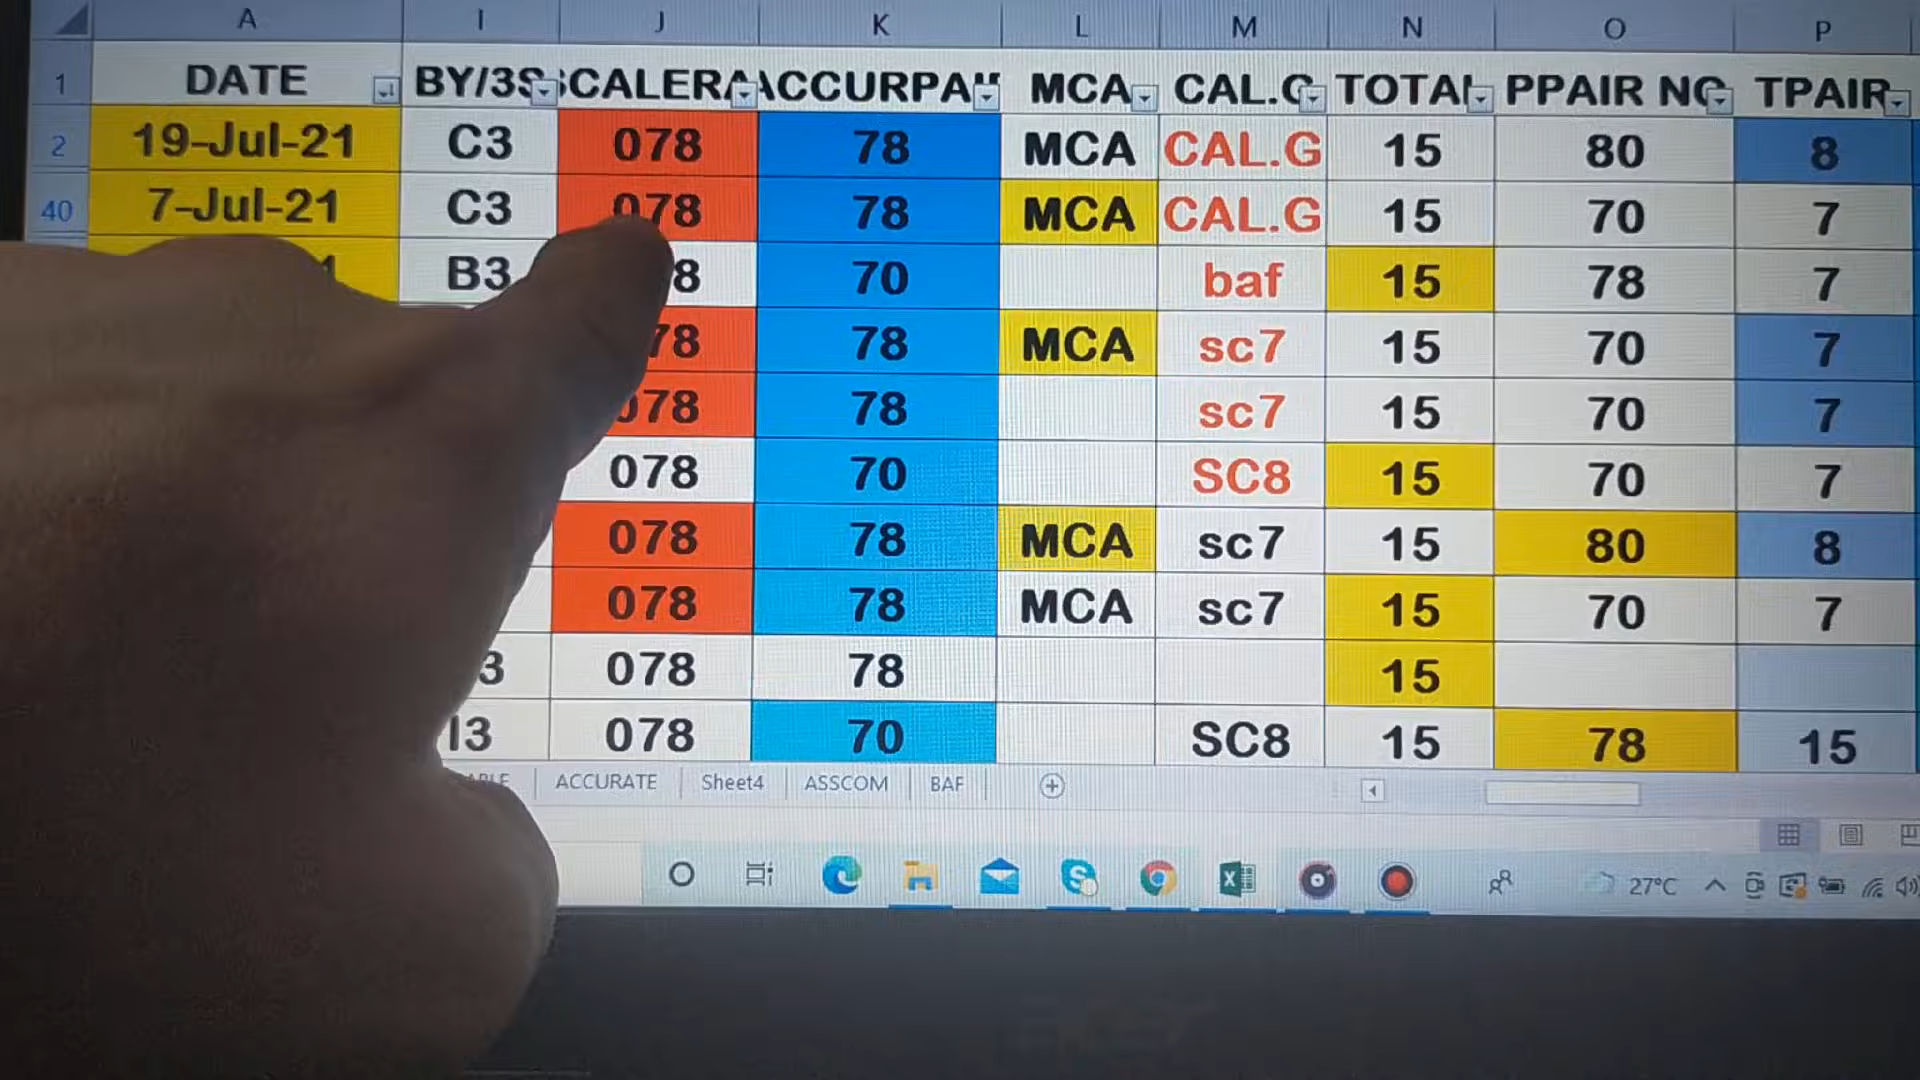 A I J K L M N O P
1 DATE BY/3S CALERA ACCURPAI MCA CAL.G TOTAL PPAIR NO TPAIR
2 19-Jul-21 C3 078 78 MCA CAL.G 15 80 8
40 7-Jul-21 C3 078 78 MCA CAL.G 15 70 7
B3 8 70 baf 15 78 7
78 78 MCA sc7 15 70 7
078 78 sc7 15 70 7
078 70 SC8 15 70 7
078 78 MCA sc7 15 80 8
078 78 MCA sc7 15 70 7
3 078 78 15
I3 078 70 SC8 15 78 15
ACCURATE Sheet4 ASSCOM BAF
27°C